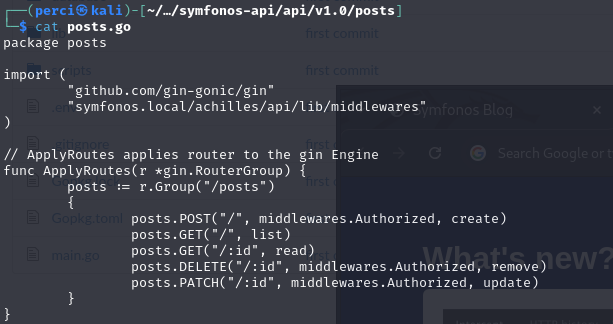 ┌──(perci㉿kali)-[~/…/symfonos-api/api/v1.0/posts]
└─$ cat posts.go
package posts

import (
        "github.com/gin-gonic/gin"
        "symfonos.local/achilles/api/lib/middlewares"
)

// ApplyRoutes applies router to the gin Engine
func ApplyRoutes(r *gin.RouterGroup) {
        posts := r.Group("/posts")
        {
                posts.POST("/", middlewares.Authorized, create)
                posts.GET("/", list)
                posts.GET("/:id", read)
                posts.DELETE("/:id", middlewares.Authorized, remove)
                posts.PATCH("/:id", middlewares.Authorized, update)
        }
}
first commit
scripts
first commit
.gitignore
Gopkg.toml
main.go
Symfonos Blog
Search Google or t
What's new?